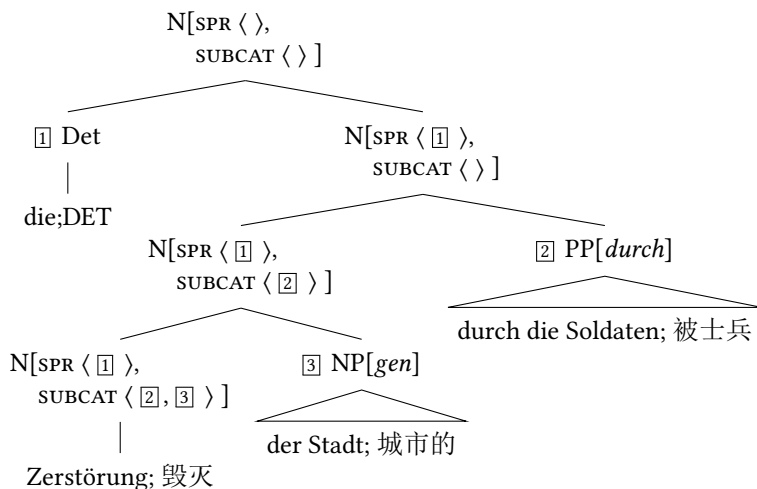 N[SPR ⟨ ⟩,
SUBCAT ⟨ ⟩ ]
1 Det
N[SPR ⟨ 1 ⟩,
SUBCAT ⟨ ⟩ ]
die;DET
N[SPR ⟨ 1 ⟩,
SUBCAT ⟨ 2 ⟩ ]
2 PP[durch]
durch die Soldaten; 被士兵
N[SPR ⟨ 1 ⟩,
SUBCAT ⟨ 2, 3 ⟩ ]
3 NP[gen]
der Stadt; 城市的
Zerstörung; 毁灭